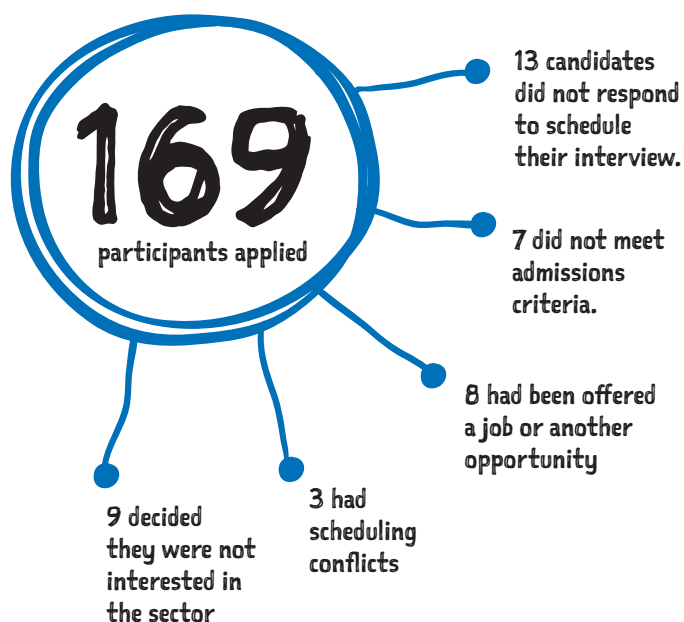 169
participants applied
13 candidates
did not respond
to schedule
their interview.
7 did not meet
admissions
criteria.
8 had been offered
a job or another
opportunity
3 had
scheduling
conflicts
9 decided
they were not
interested in
the sector